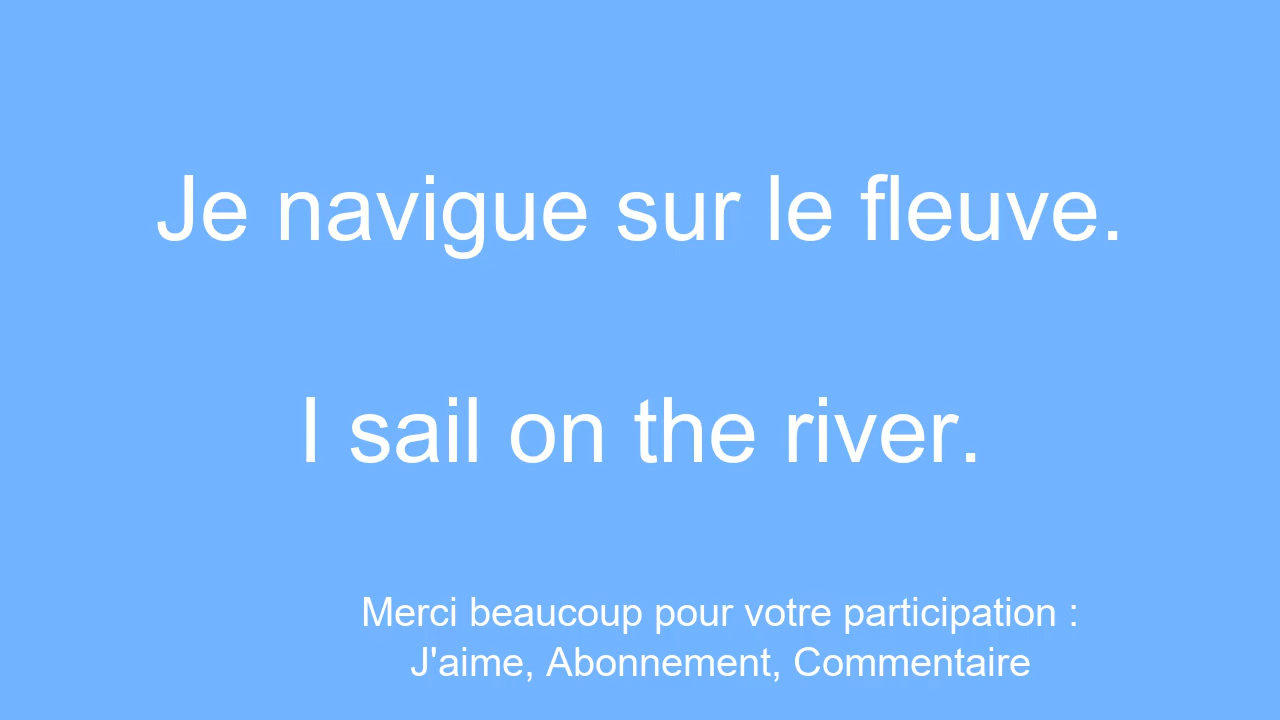 Je navigue sur le fleuve.
I sail on the river.
Merci beaucoup pour votre participation :
J'aime, Abonnement, Commentaire